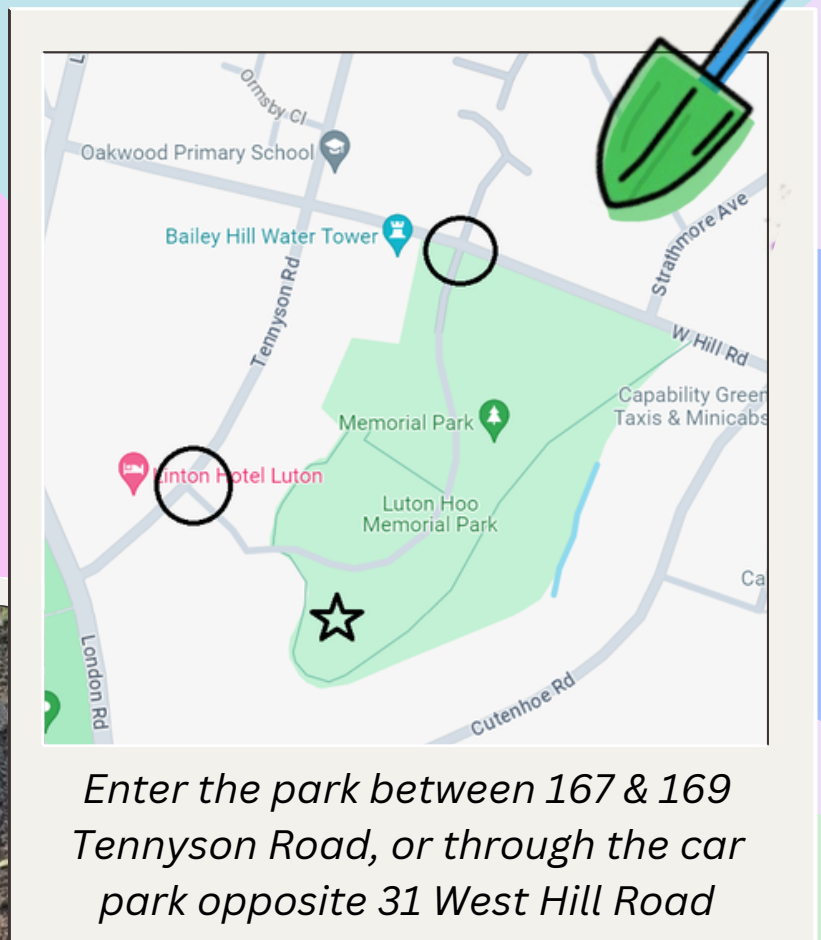 L
Ormsby Cl
Oakwood Primary School
Bailey Hill Water Tower
Strathmore Ave
Tennyson Rd
W Hill Rd
Capability Green
Taxis & Minicabs
Memorial Park
Linton Hotel Luton
Luton Hoo
Memorial Park
Ca
London Rd
Cutenhoe Rd
Enter the park between 167 & 169
Tennyson Road, or through the car
park opposite 31 West Hill Road